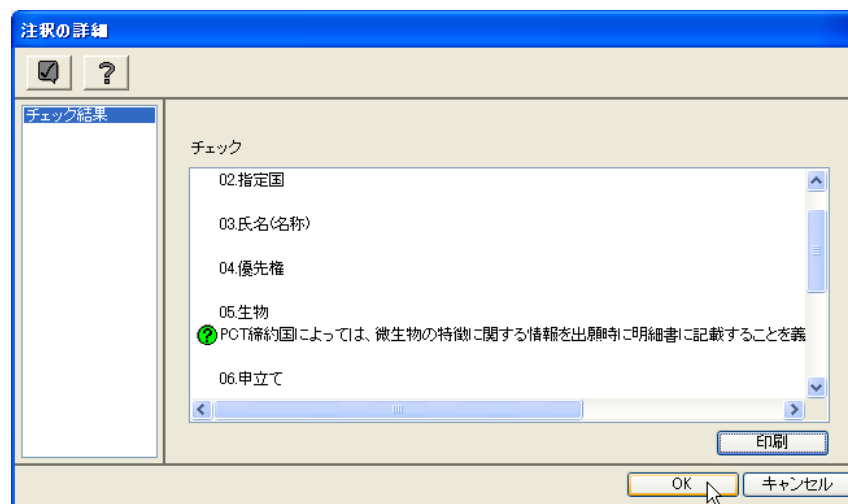 注釈の詳細
チェック結果
チェック
02.指定国
03.氏名(名称)
04.優先権
05.生物
PCT締約国によっては、微生物の特徴に関する情報を出願時に明細書に記載することを義
06.申立て
印刷
OK
キャンセル